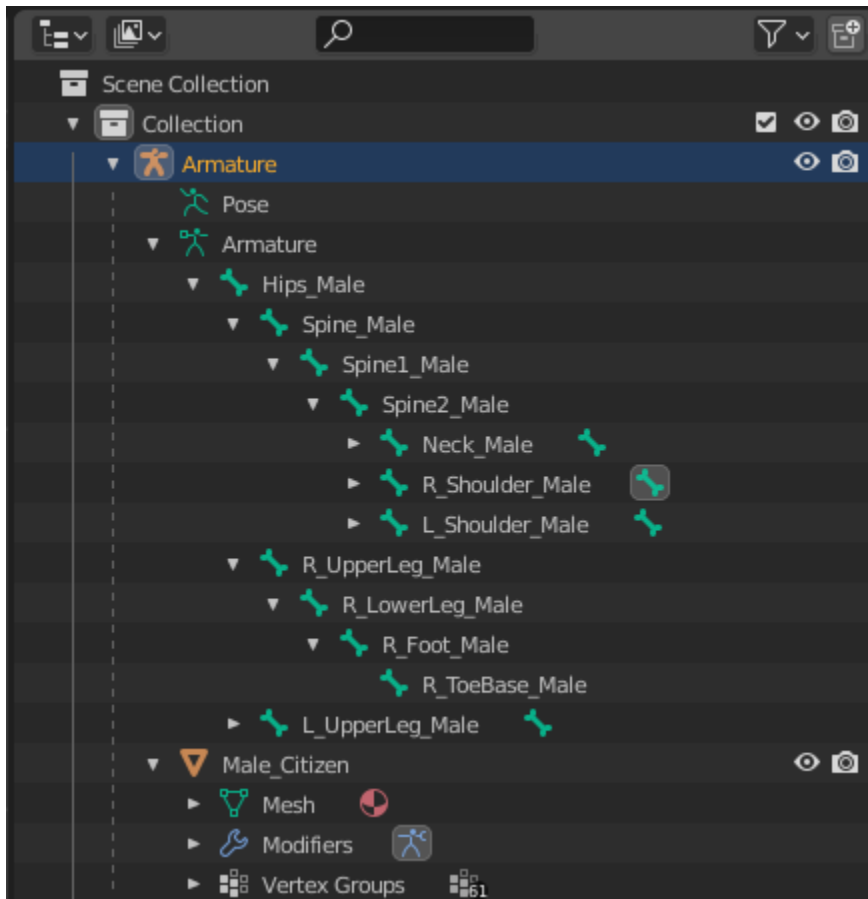 Scene Collection
Collection
Armature
Pose
Armature
Hips_Male
Spine_Male
Spine1_Male
Spine2_Male
Neck_Male
R_Shoulder_Male
L_Shoulder_Male
R_UpperLeg_Male
R_LowerLeg_Male
R_Foot_Male
R_ToeBase_Male
L_UpperLeg_Male
Male_Citizen
Mesh
Modifiers
Vertex Groups 61